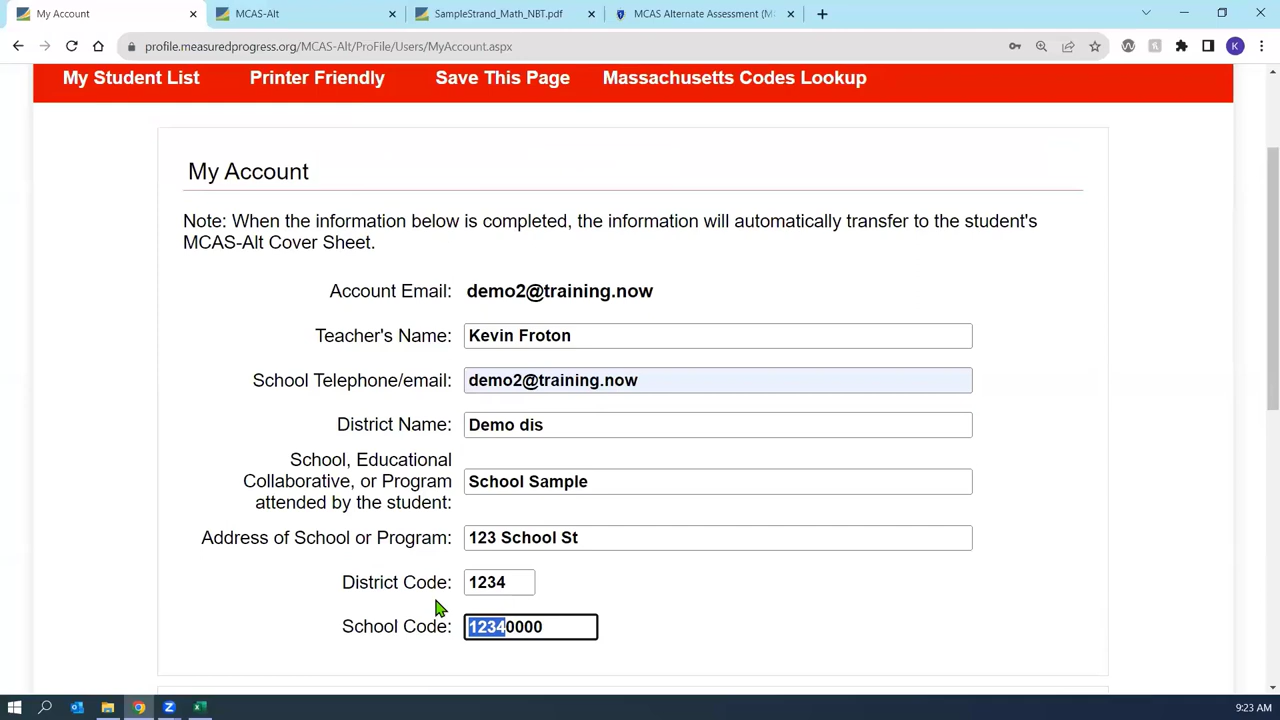 My Account
MCAS-Alt
SampleStrand_Math_NBT.pdf
MCAS Alternate Assessment (M
profile.measuredprogress.org/MCAS-Alt/ProFile/Users/MyAccount.aspx
K
My Student List
Printer Friendly
Save This Page
Massachusetts Codes Lookup
My Account
Note: When the information below is completed, the information will automatically transfer to the student's
MCAS-Alt Cover Sheet.
Account Email: demo2@training.now
Teacher's Name: Kevin Froton
School Telephone/email: demo2@training.now
District Name: Demo dis
School, Educational
Collaborative, or Program
attended by the student: School Sample
Address of School or Program: 123 School St
District Code: 1234
School Code: 12340000
9:23 AM